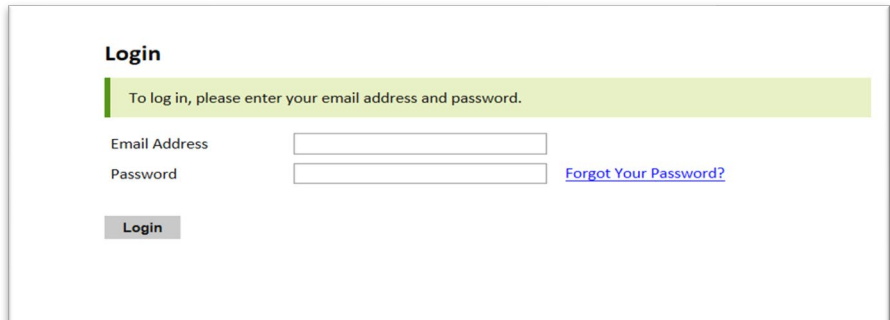 Login
To log in, please enter your email address and password.
Email Address
Password Forgot Your Password?
Login